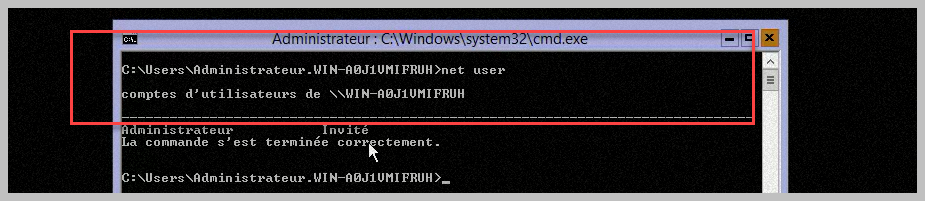 Administrateur : C:\Windows\system32\cmd.exe
C:\Users\Administrateur.WIN-A0J1VMIFRUH>net user
comptes d'utilisateurs de \\WIN-A0J1VMIFRUH
-------------------------------------------------------------------------------
Administrateur Invité
La commande s'est terminée correctement.
C:\Users\Administrateur.WIN-A0J1VMIFRUH>_